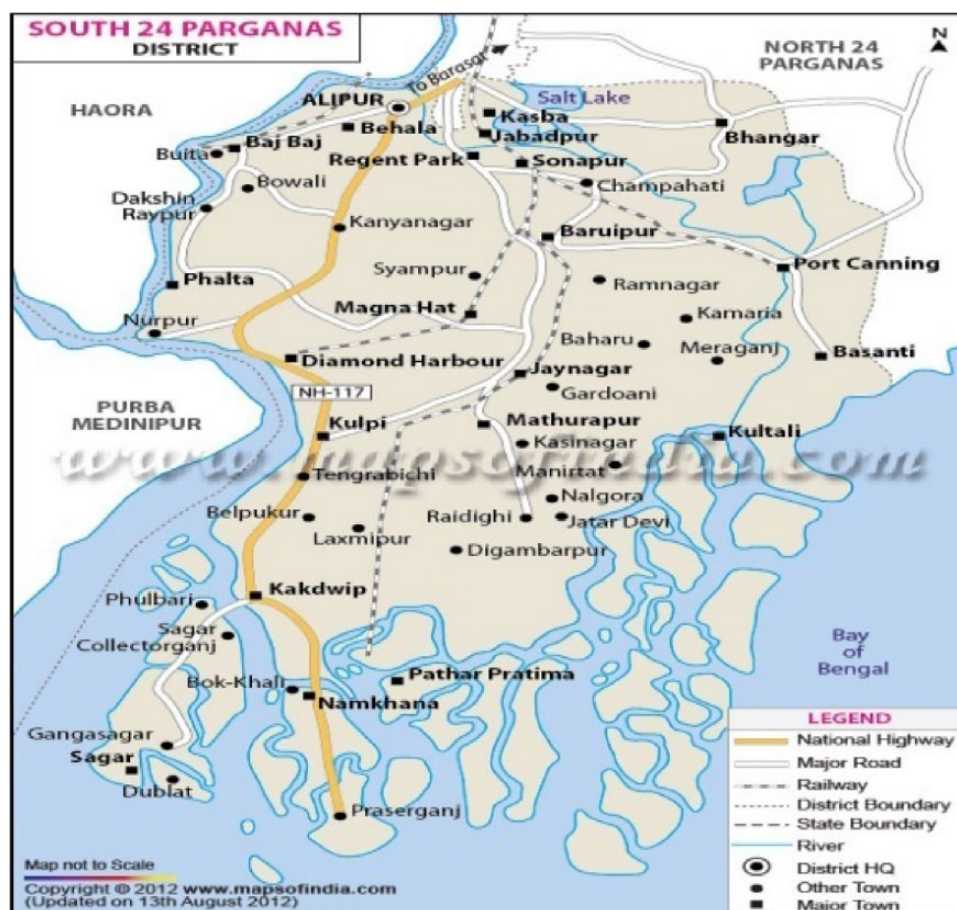 SOUTH 24 PARGANAS
DISTRICT
NORTH 24
PARGANAS
N
HAORA
To Barasat
ALIPUR
Salt Lake
Kasba
Behala
Jabadpur
Bhangar
Baj Baj
Buita
Regent Park
Sonapur
Bowali
Champahati
Dakshin
Raypur
Kanyanagar
Baruipur
Port Canning
Syampur
Phalta
Ramnagar
Magna Hat
Kamaria
Nurpur
Baharu
Meraganj
Basanti
Diamond Harbour
Jaynagar
Gardoani
NH-117
PURBA
MEDINIPUR
Kulpi
Mathurapur
Kultali
Kasinagar
www.mapsofindia.com
Manirtat
Tengrabichi
Nalgora
Belpukur
Raidighi
Jatar Devi
Laxmipur
Digambarpur
Kakdwip
Phulbari
Sagar
Collectorganj
Bay
of
Bengal
Pathar Pratima
Bok-Khali
Namkhana
Gangasagar
Sagar
Dublat
Praserganj
LEGEND
National Highway
Major Road
Railway
District Boundary
State Boundary
River
District HQ
Other Town
Major Town
Map not to Scale
Copyright © 2012 www.mapsofindia.com
(Updated on 13th August 2012)